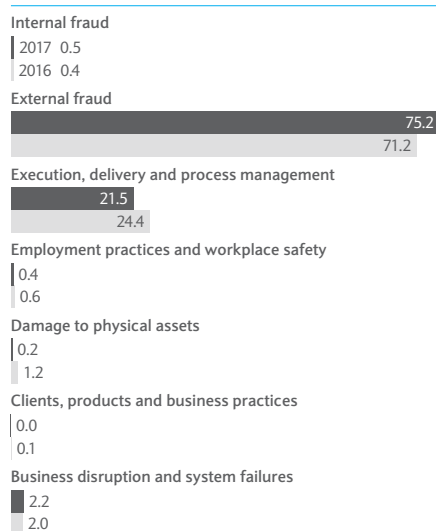 Internal fraud
2017 0.5
2016 0.4
External fraud
75.2
71.2
Execution, delivery and process management
21.5
24.4
Employment practices and workplace safety
0.4
0.6
Damage to physical assets
0.2
1.2
Clients, products and business practices
0.0
0.1
Business disruption and system failures
2.2
2.0